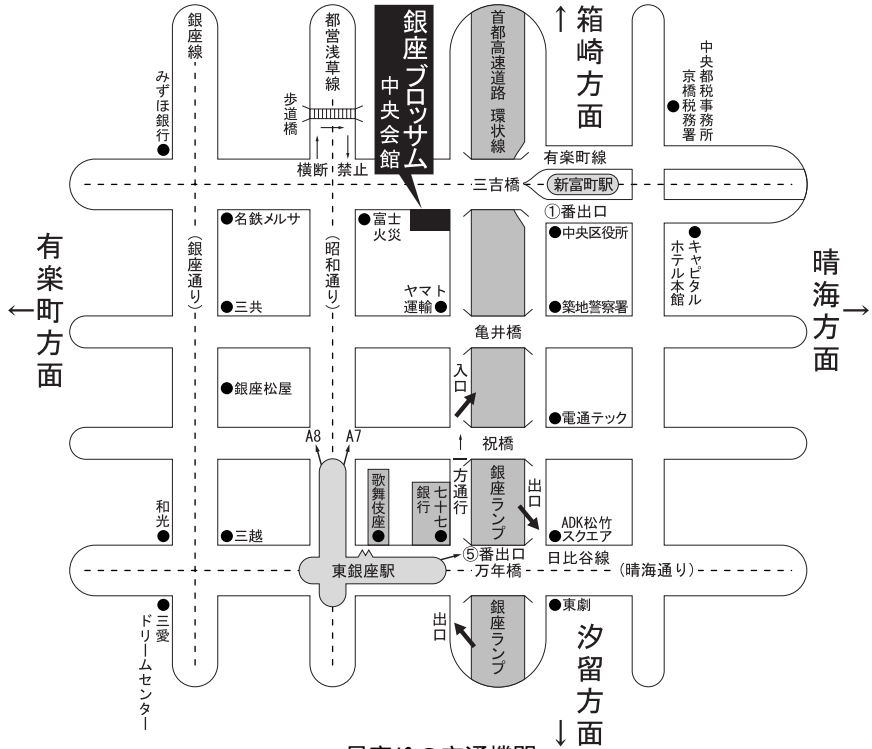 銀座線
都営浅草線
銀座ブロッサム
中央会館
首都高速道路 環状線
↑箱崎方面
中央都税事務所
京橋税務署
みずほ銀行
歩道橋
横断 禁止
有楽町線
三吉橋
新富町駅
①番出口
名鉄メルサ
富士
火災
中央区役所
キャピタル
ホテル本館
←有楽町方面
(銀座通り)
(昭和通り)
晴海方面→
ヤマト
運輸
三共
築地警察署
亀井橋
入口
銀座松屋
電通テック
A8
A7
祝橋
一方通行
歌舞伎座
七十七
銀行
銀座ランプ
出口
和光
三越
ADK松竹
スクエア
⑤番出口
日比谷線
東銀座駅
万年橋
(晴海通り)
三愛
ドリームセンター
出口
銀座ランプ
東劇
汐留方面
↓